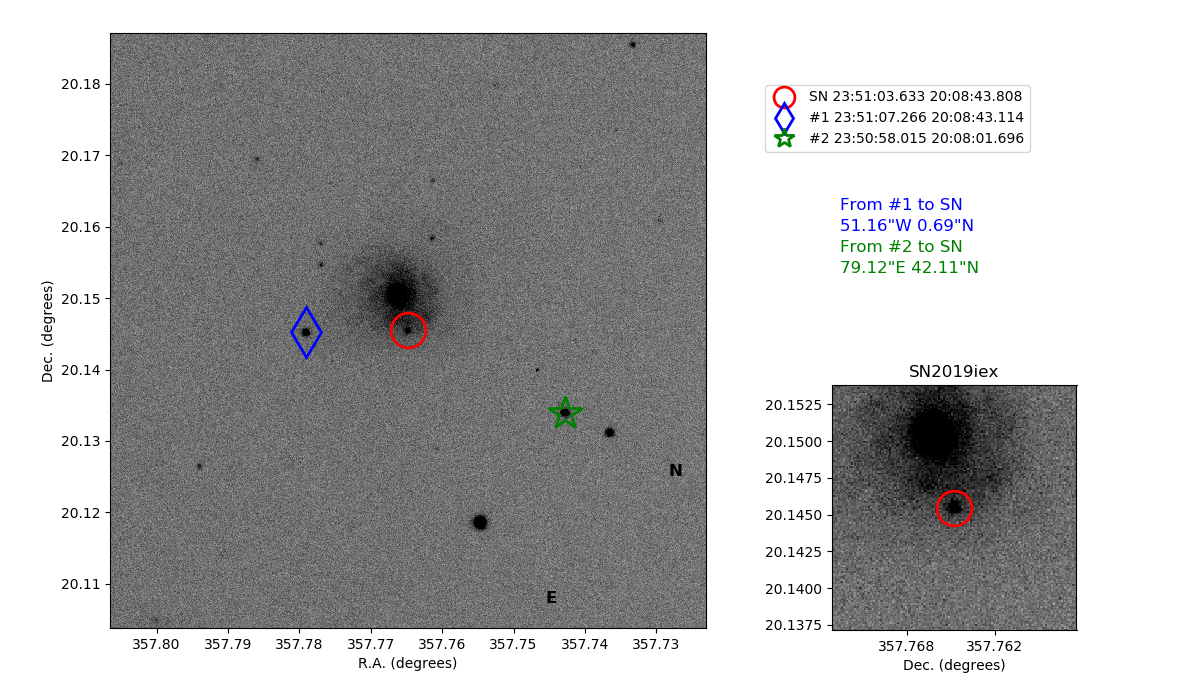 20.18
20.17
20.16
20.15
20.14
20.13
20.12
20.11
Dec. (degrees)
357.80 357.79 357.78 357.77 357.76 357.75 357.74 357.73
R.A. (degrees)
N
E
SN 23:51:03.633 20:08:43.808
#1 23:51:07.266 20:08:43.114
#2 23:50:58.015 20:08:01.696
From #1 to SN
51.16"W 0.69"N
From #2 to SN
79.12"E 42.11"N
SN2019iex
20.1525
20.1500
20.1475
20.1450
20.1425
20.1400
20.1375
357.768 357.762
Dec. (degrees)